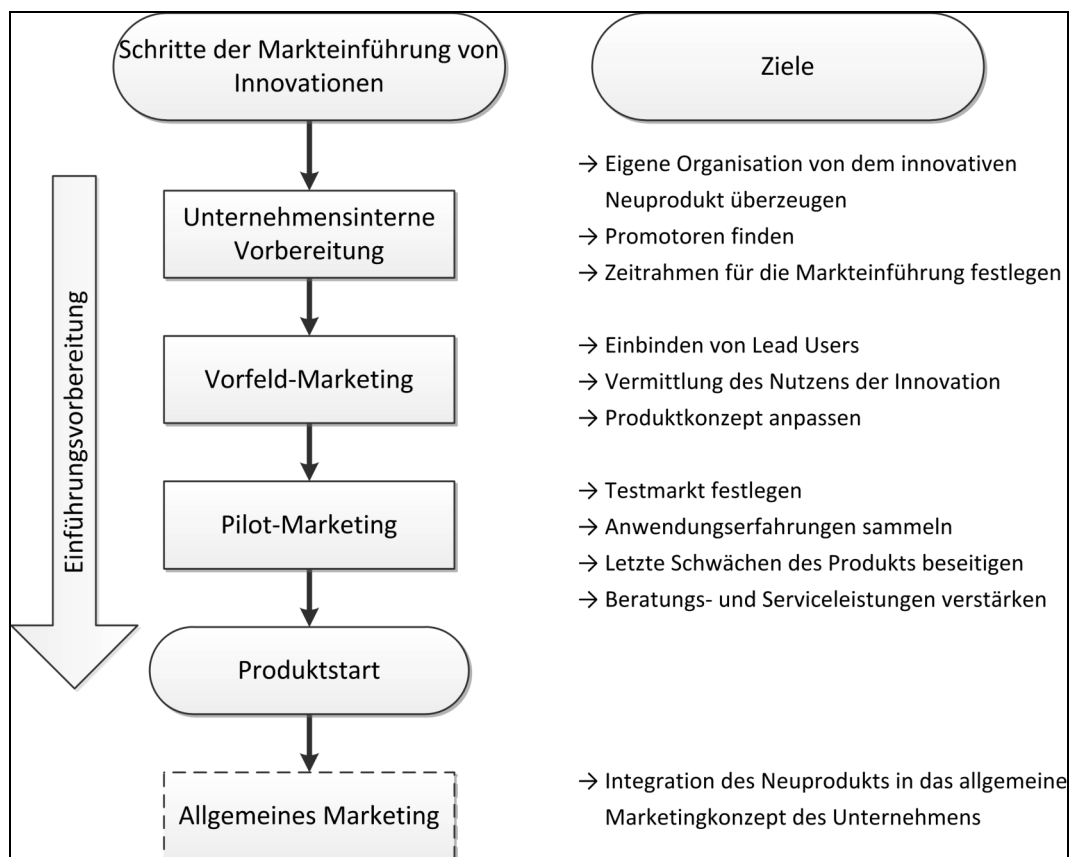 Schritte der Markteinführung von
Innovationen
Ziele
Einführungsvorbereitung
Unternehmensinterne
Vorbereitung
→ Eigene Organisation von dem innovativen
Neuprodukt überzeugen
→ Promotoren finden
→ Zeitrahmen für die Markteinführung festlegen
Vorfeld-Marketing
→ Einbinden von Lead Users
→ Vermittlung des Nutzens der Innovation
→ Produktkonzept anpassen
Pilot-Marketing
→ Testmarkt festlegen
→ Anwendungserfahrungen sammeln
→ Letzte Schwächen des Produkts beseitigen
→ Beratungs- und Serviceleistungen verstärken
Produktstart
Allgemeines Marketing
→ Integration des Neuprodukts in das allgemeine
Marketingkonzept des Unternehmens